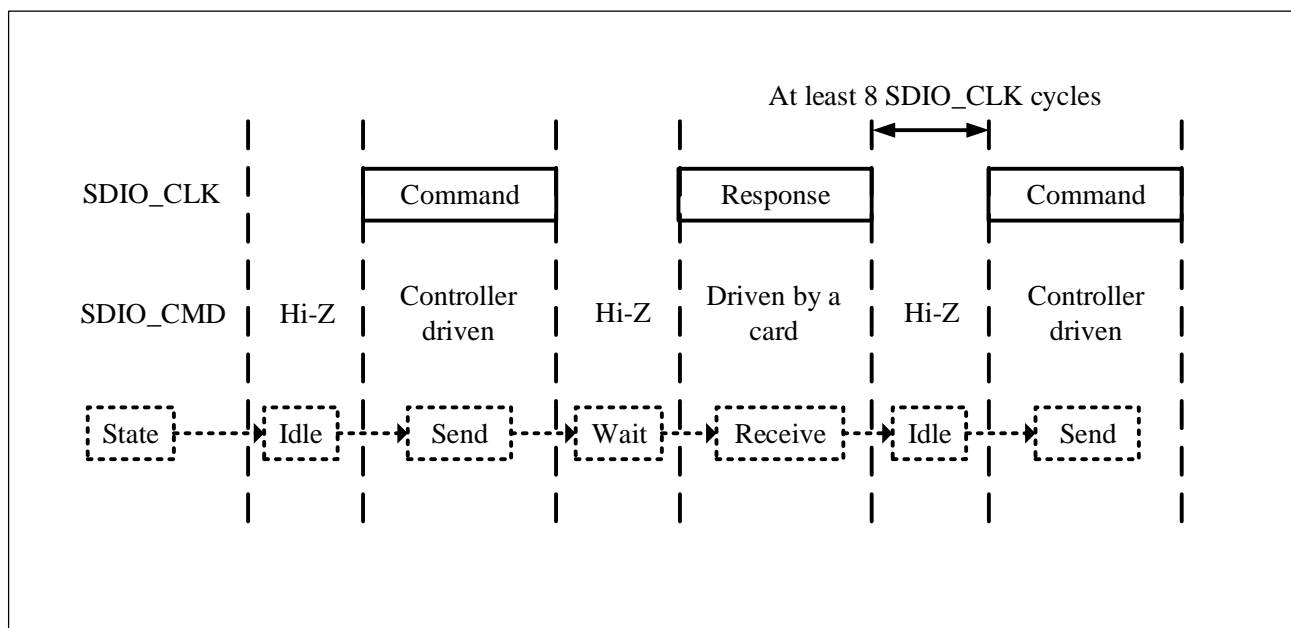 At least 8 SDIO_CLK cycles
SDIO_CLK Command Response Command
SDIO_CMD Hi-Z Controller driven Hi-Z Driven by a card Hi-Z Controller driven
State Idle Send Wait Receive Idle Send